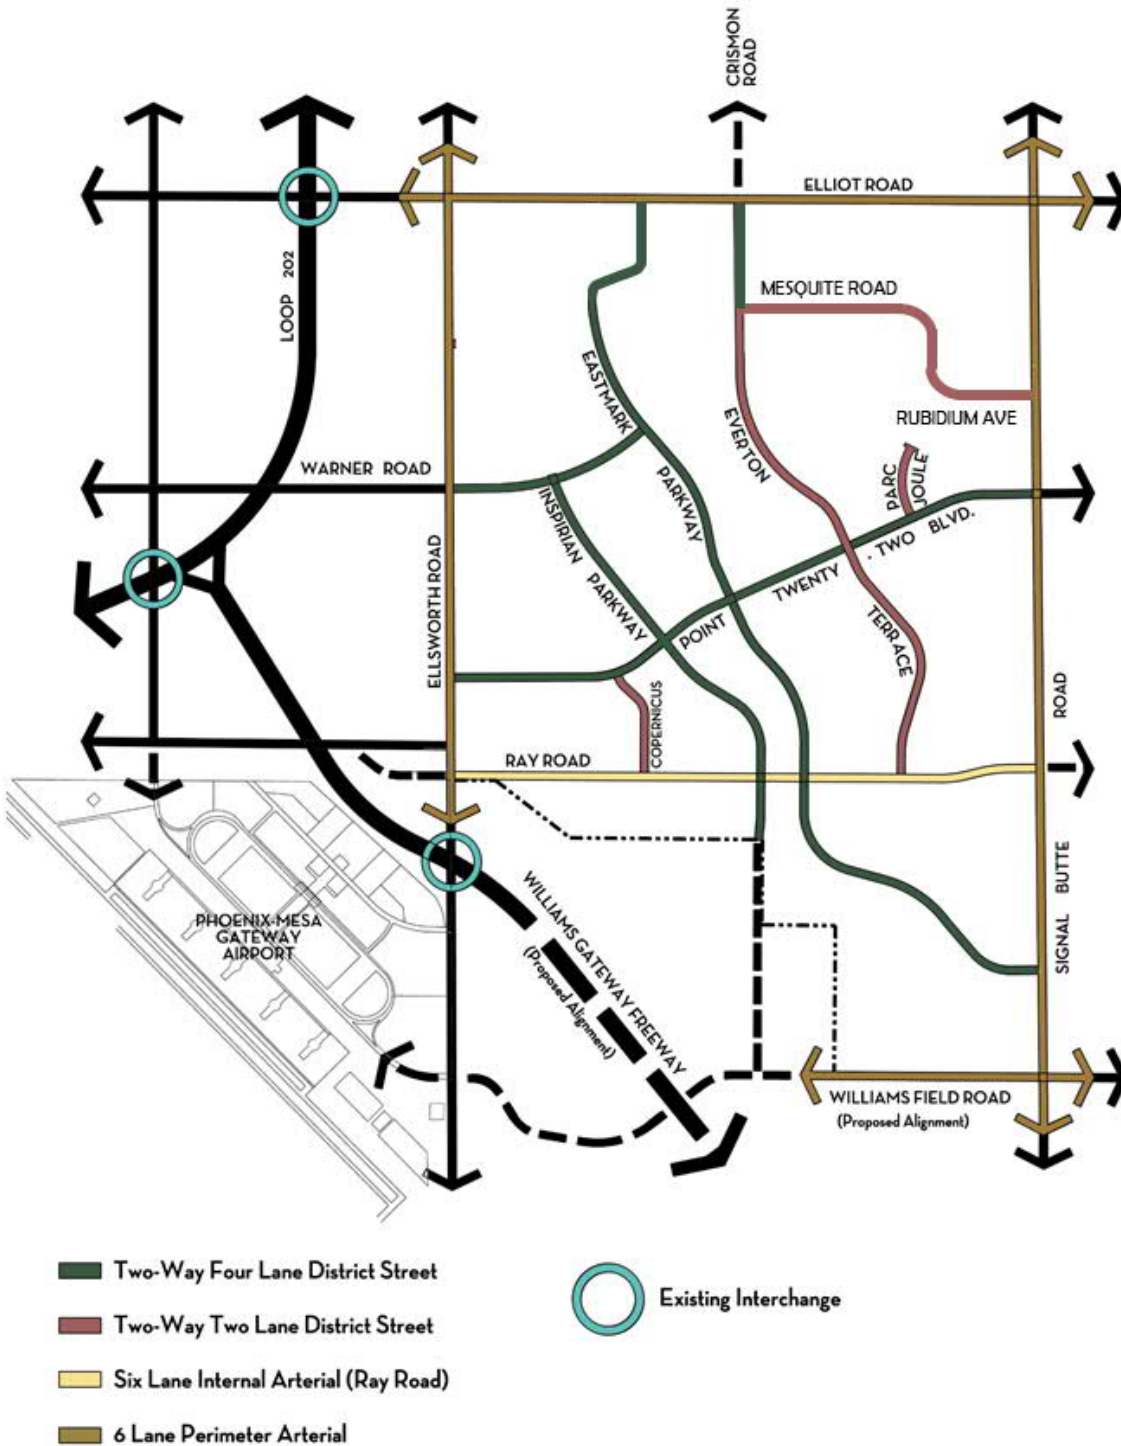 CRISMON
ROAD
ELLIOT ROAD
LOOP 202
MESQUITE ROAD
EASTMARK
PARKWAY
EVERTON
TERRACE
RUBIDIUM AVE
WARNER ROAD
INSPIRIAN PARKWAY
PARC
JOULE
POINT TWENTY TWO BLVD.
ELLSWORTH ROAD
COPERNICUS
RAY ROAD
SIGNAL BUTTE ROAD
PHOENIX-MESA
GATEWAY
AIRPORT
WILLIAMS GATEWAY FREEWAY
(Proposed Alignment)
WILLIAMS FIELD ROAD
(Proposed Alignment)
Two-Way Four Lane District Street
Two-Way Two Lane District Street
Six Lane Internal Arterial (Ray Road)
6 Lane Perimeter Arterial
Existing Interchange